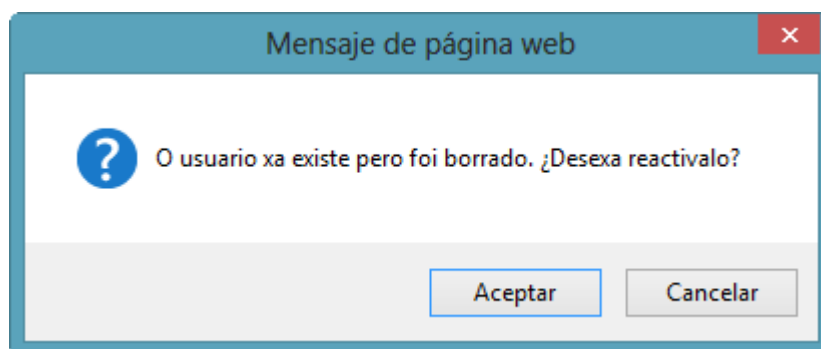 Mensaje de página web
O usuario xa existe pero foi borrado. ¿Desexa reactivalo?
Aceptar
Cancelar